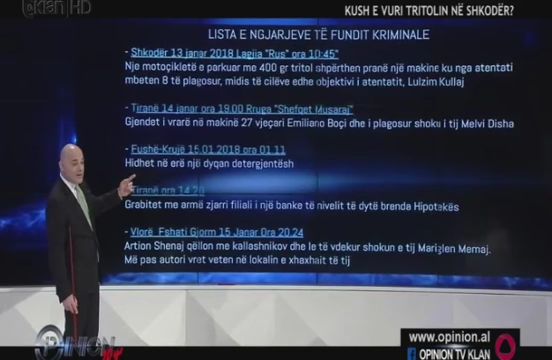 klan HD
KUSH E VURI TRITOLIN NË SHKODËR?
LISTA E NGJARJEVE TË FUNDIT KRIMINALE
- Shkodër 13 janar 2018 Lagjia "Rus" ora 10:45"
Nje motoçikletë e parkuar me 400 gr tritol shpërthen pranë një makine ku nga atentati
mbeten 8 të plagosur, midis të cilëve edhe objektivi i atentatit, Lulzim Kullaj
- Tiranë 14 janar ora 19.00 Rruga "Shefqet Musaraj"
Gjendet i vrarë në makinë 27 vjeçari Emiliano Boçi dhe i plagosur shoku i tij Melvi Disha
- Fushë-Krujë 15.01.2018 ora 01.11
Hidhet në erë një dyqan detergjentësh
Tiranë ora 14:20
Grabitet me armë zjarri filiali i një banke të nivelit të dytë brenda Hipotekës
- Vlorë Fshati Gjorm 15 Janar Ora 20.24
Artion Shenaj qëllon me kallashnikov dhe le të vdekur shokun e tij Mariglen Memaj.
Më pas autori vret veten në lokalin e xhaxhait të tij
OPINION
www.opinion.al
OPINION TV KLAN